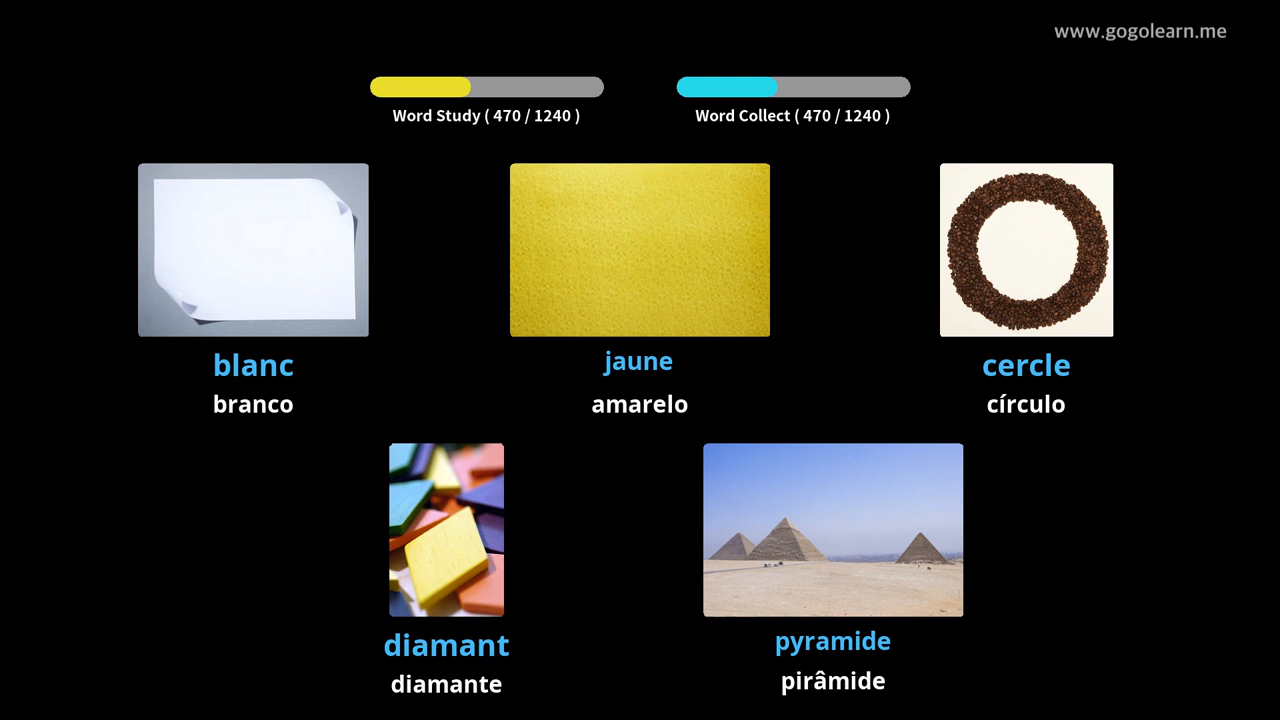 www.gogolearn.me
Word Study ( 470 / 1240 )
Word Collect ( 470 / 1240 )
blanc
branco
jaune
amarelo
cercle
círculo
diamant
diamante
pyramide
pirâmide